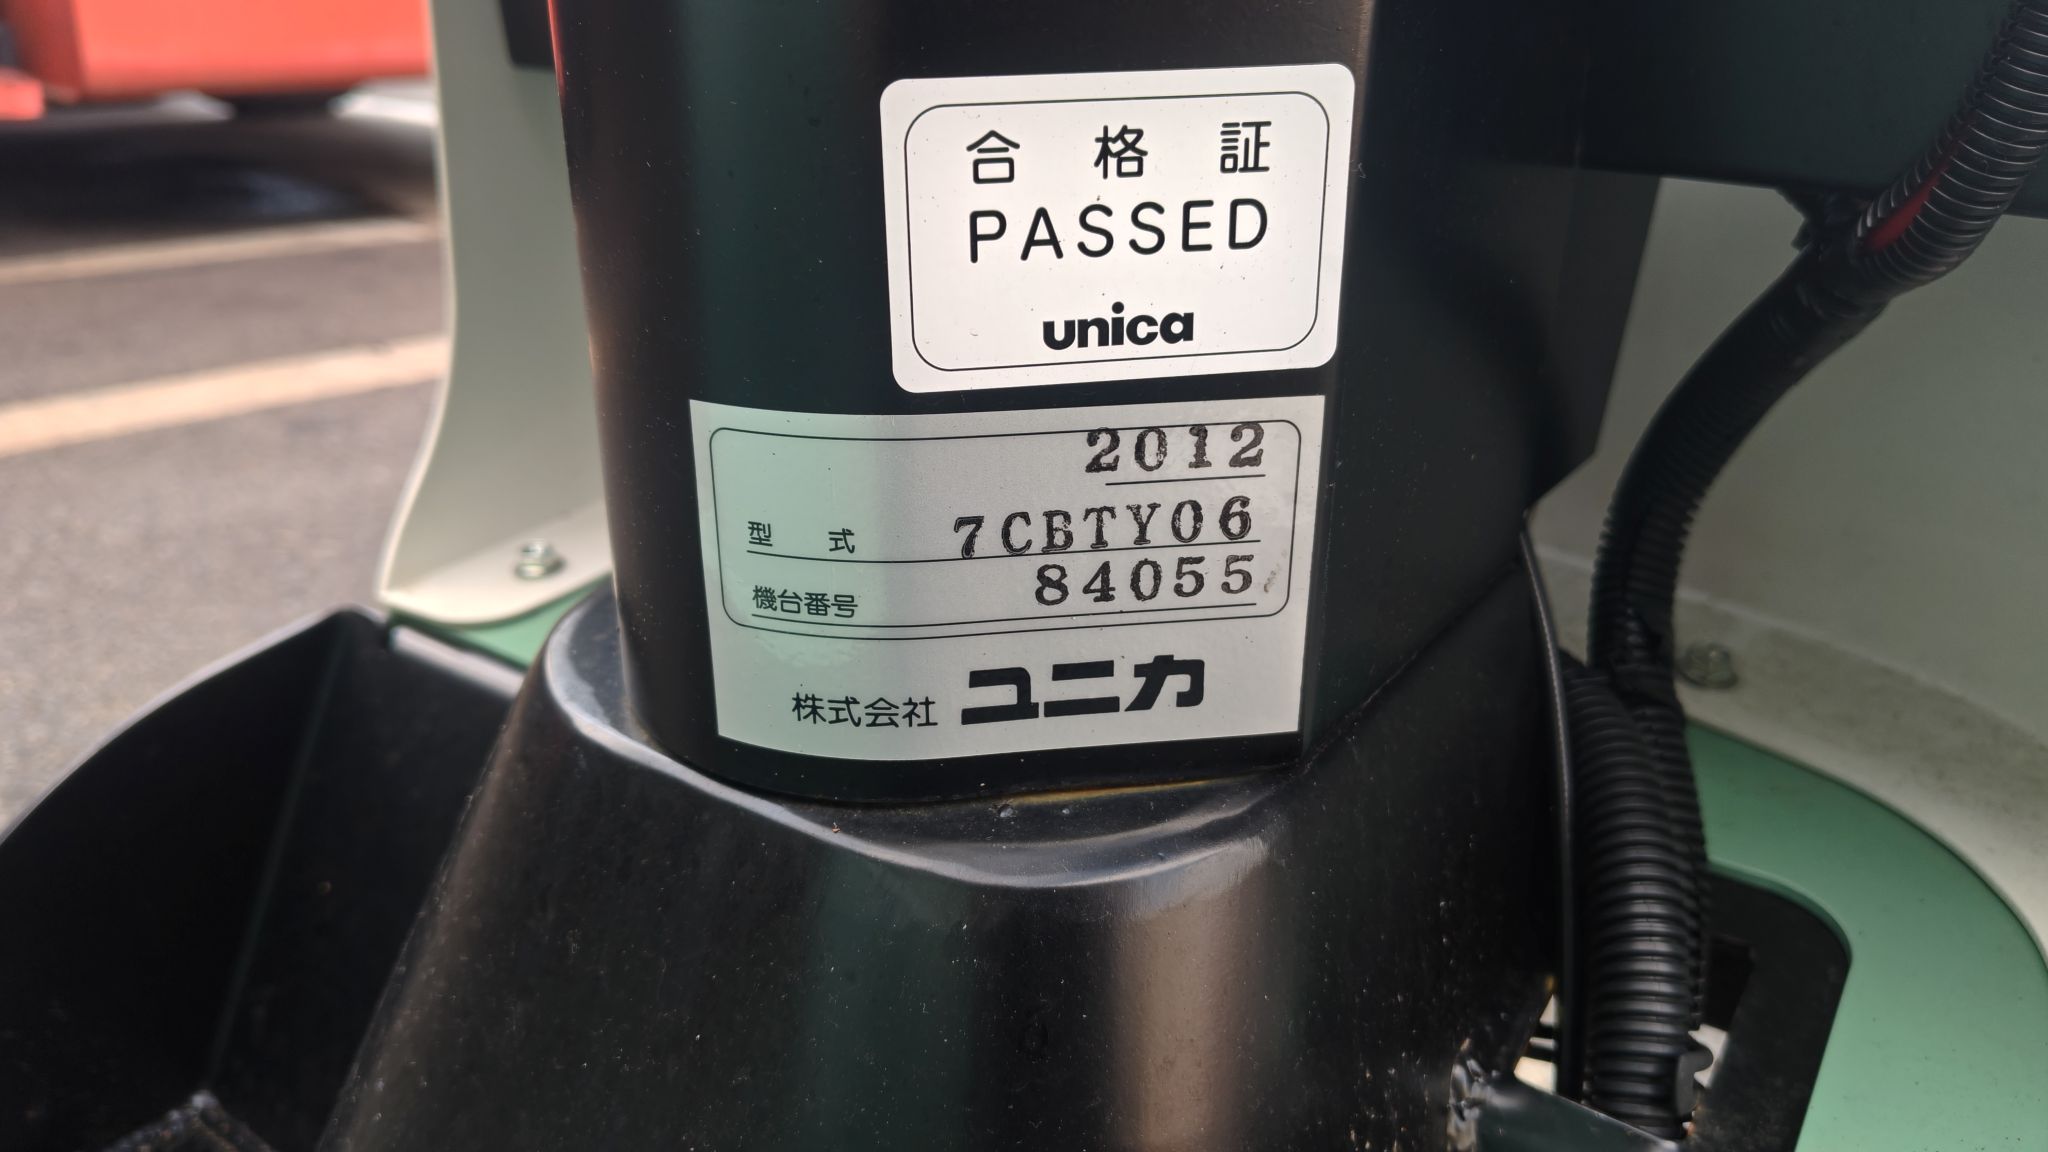 合格証
PASSED
unica
2012
型式 7CBTY06
機台番号 84055
株式会社 ユニカ